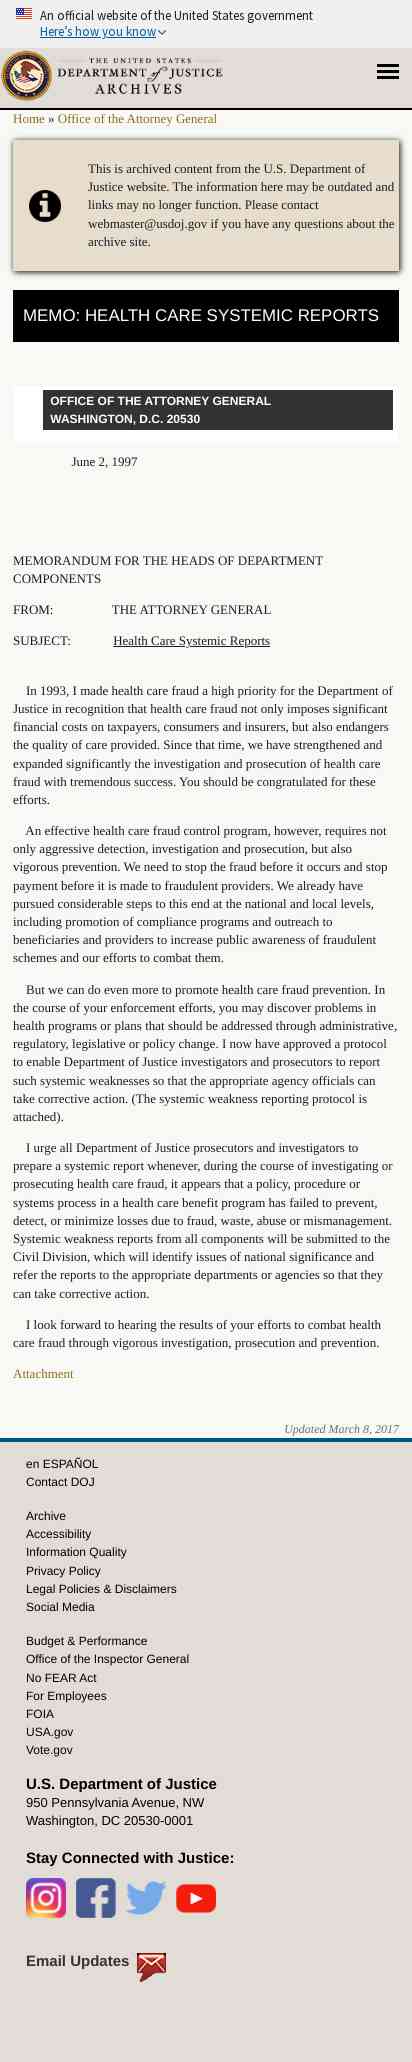 An official website of the United States government
Here's how you know
THE UNITED STATES
DEPARTMENT of JUSTICE
ARCHIVES
Home » Office of the Attorney General
This is archived content from the U.S. Department of
Justice website. The information here may be outdated and
links may no longer function. Please contact
webmaster@usdoj.gov if you have any questions about the
archive site.
MEMO: HEALTH CARE SYSTEMIC REPORTS
OFFICE OF THE ATTORNEY GENERAL
WASHINGTON, D.C. 20530
June 2, 1997
MEMORANDUM FOR THE HEADS OF DEPARTMENT
COMPONENTS
FROM: THE ATTORNEY GENERAL
SUBJECT: Health Care Systemic Reports
In 1993, I made health care fraud a high priority for the Department of
Justice in recognition that health care fraud not only imposes significant
financial costs on taxpayers, consumers and insurers, but also endangers
the quality of care provided. Since that time, we have strengthened and
expanded significantly the investigation and prosecution of health care
fraud with tremendous success. You should be congratulated for these
efforts.
An effective health care fraud control program, however, requires not
only aggressive detection, investigation and prosecution, but also
vigorous prevention. We need to stop the fraud before it occurs and stop
payment before it is made to fraudulent providers. We already have
pursued considerable steps to this end at the national and local levels,
including promotion of compliance programs and outreach to
beneficiaries and providers to increase public awareness of fraudulent
schemes and our efforts to combat them.
But we can do even more to promote health care fraud prevention. In
the course of your enforcement efforts, you may discover problems in
health programs or plans that should be addressed through administrative,
regulatory, legislative or policy change. I now have approved a protocol
to enable Department of Justice investigators and prosecutors to report
such systemic weaknesses so that the appropriate agency officials can
take corrective action. (The systemic weakness reporting protocol is
attached).
I urge all Department of Justice prosecutors and investigators to
prepare a systemic report whenever, during the course of investigating or
prosecuting health care fraud, it appears that a policy, procedure or
systems process in a health care benefit program has failed to prevent,
detect, or minimize losses due to fraud, waste, abuse or mismanagement.
Systemic weakness reports from all components will be submitted to the
Civil Division, which will identify issues of national significance and
refer the reports to the appropriate departments or agencies so that they
can take corrective action.
I look forward to hearing the results of your efforts to combat health
care fraud through vigorous investigation, prosecution and prevention.
Attachment
Updated March 8, 2017
en ESPAÑOL
Contact DOJ
Archive
Accessibility
Information Quality
Privacy Policy
Legal Policies & Disclaimers
Social Media
Budget & Performance
Office of the Inspector General
No FEAR Act
For Employees
FOIA
USA.gov
Vote.gov
U.S. Department of Justice
950 Pennsylvania Avenue, NW
Washington, DC 20530-0001
Stay Connected with Justice:
Email Updates